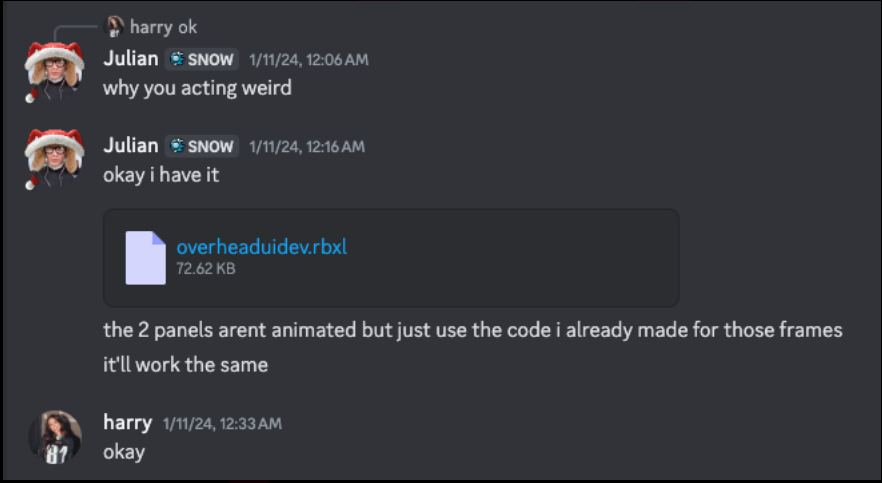 harry ok
Julian SNOW 1/11/24, 12:06 AM
why you acting weird
Julian SNOW 1/11/24, 12:16 AM
okay i have it
overheaduidev.rbxl
72.62 KB
the 2 panels arent animated but just use the code i already made for those frames
it'll work the same
harry 1/11/24, 12:33 AM
okay
81